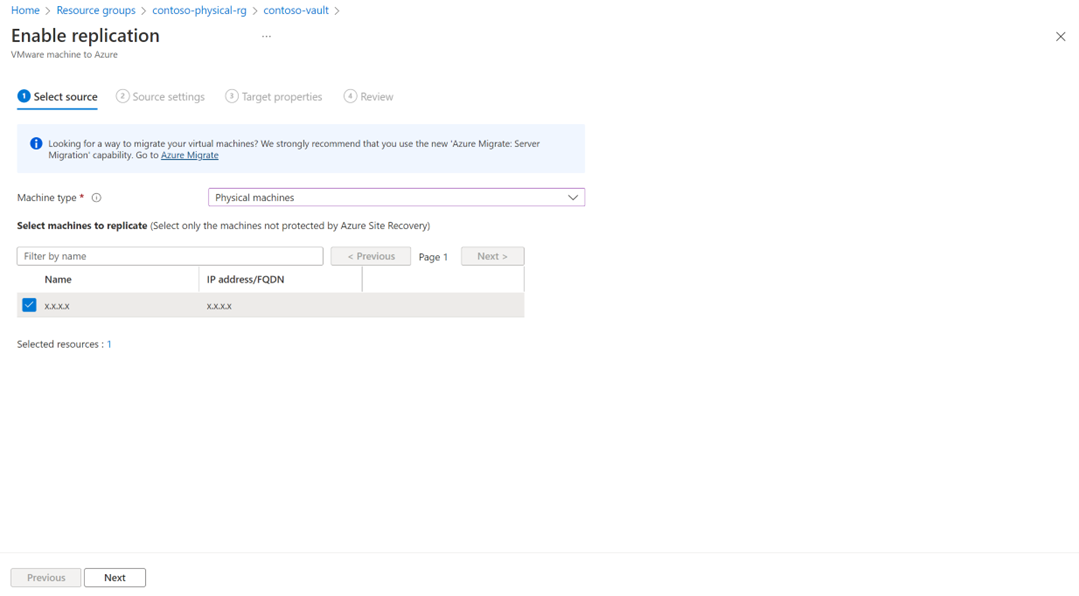 Home > Resource groups > contoso-physical-rg > contoso-vault >
Enable replication ...
VMware machine to Azure
1 Select source 2 Source settings 3 Target properties 4 Review
Looking for a way to migrate your virtual machines? We strongly recommend that you use the new 'Azure Migrate: Server
Migration' capability. Go to Azure Migrate
Machine type * Physical machines
Select machines to replicate (Select only the machines not protected by Azure Site Recovery)
Filter by name < Previous Page 1 Next >
Name IP address/FQDN
x.x.x.x x.x.x.x
Selected resources : 1
Previous Next